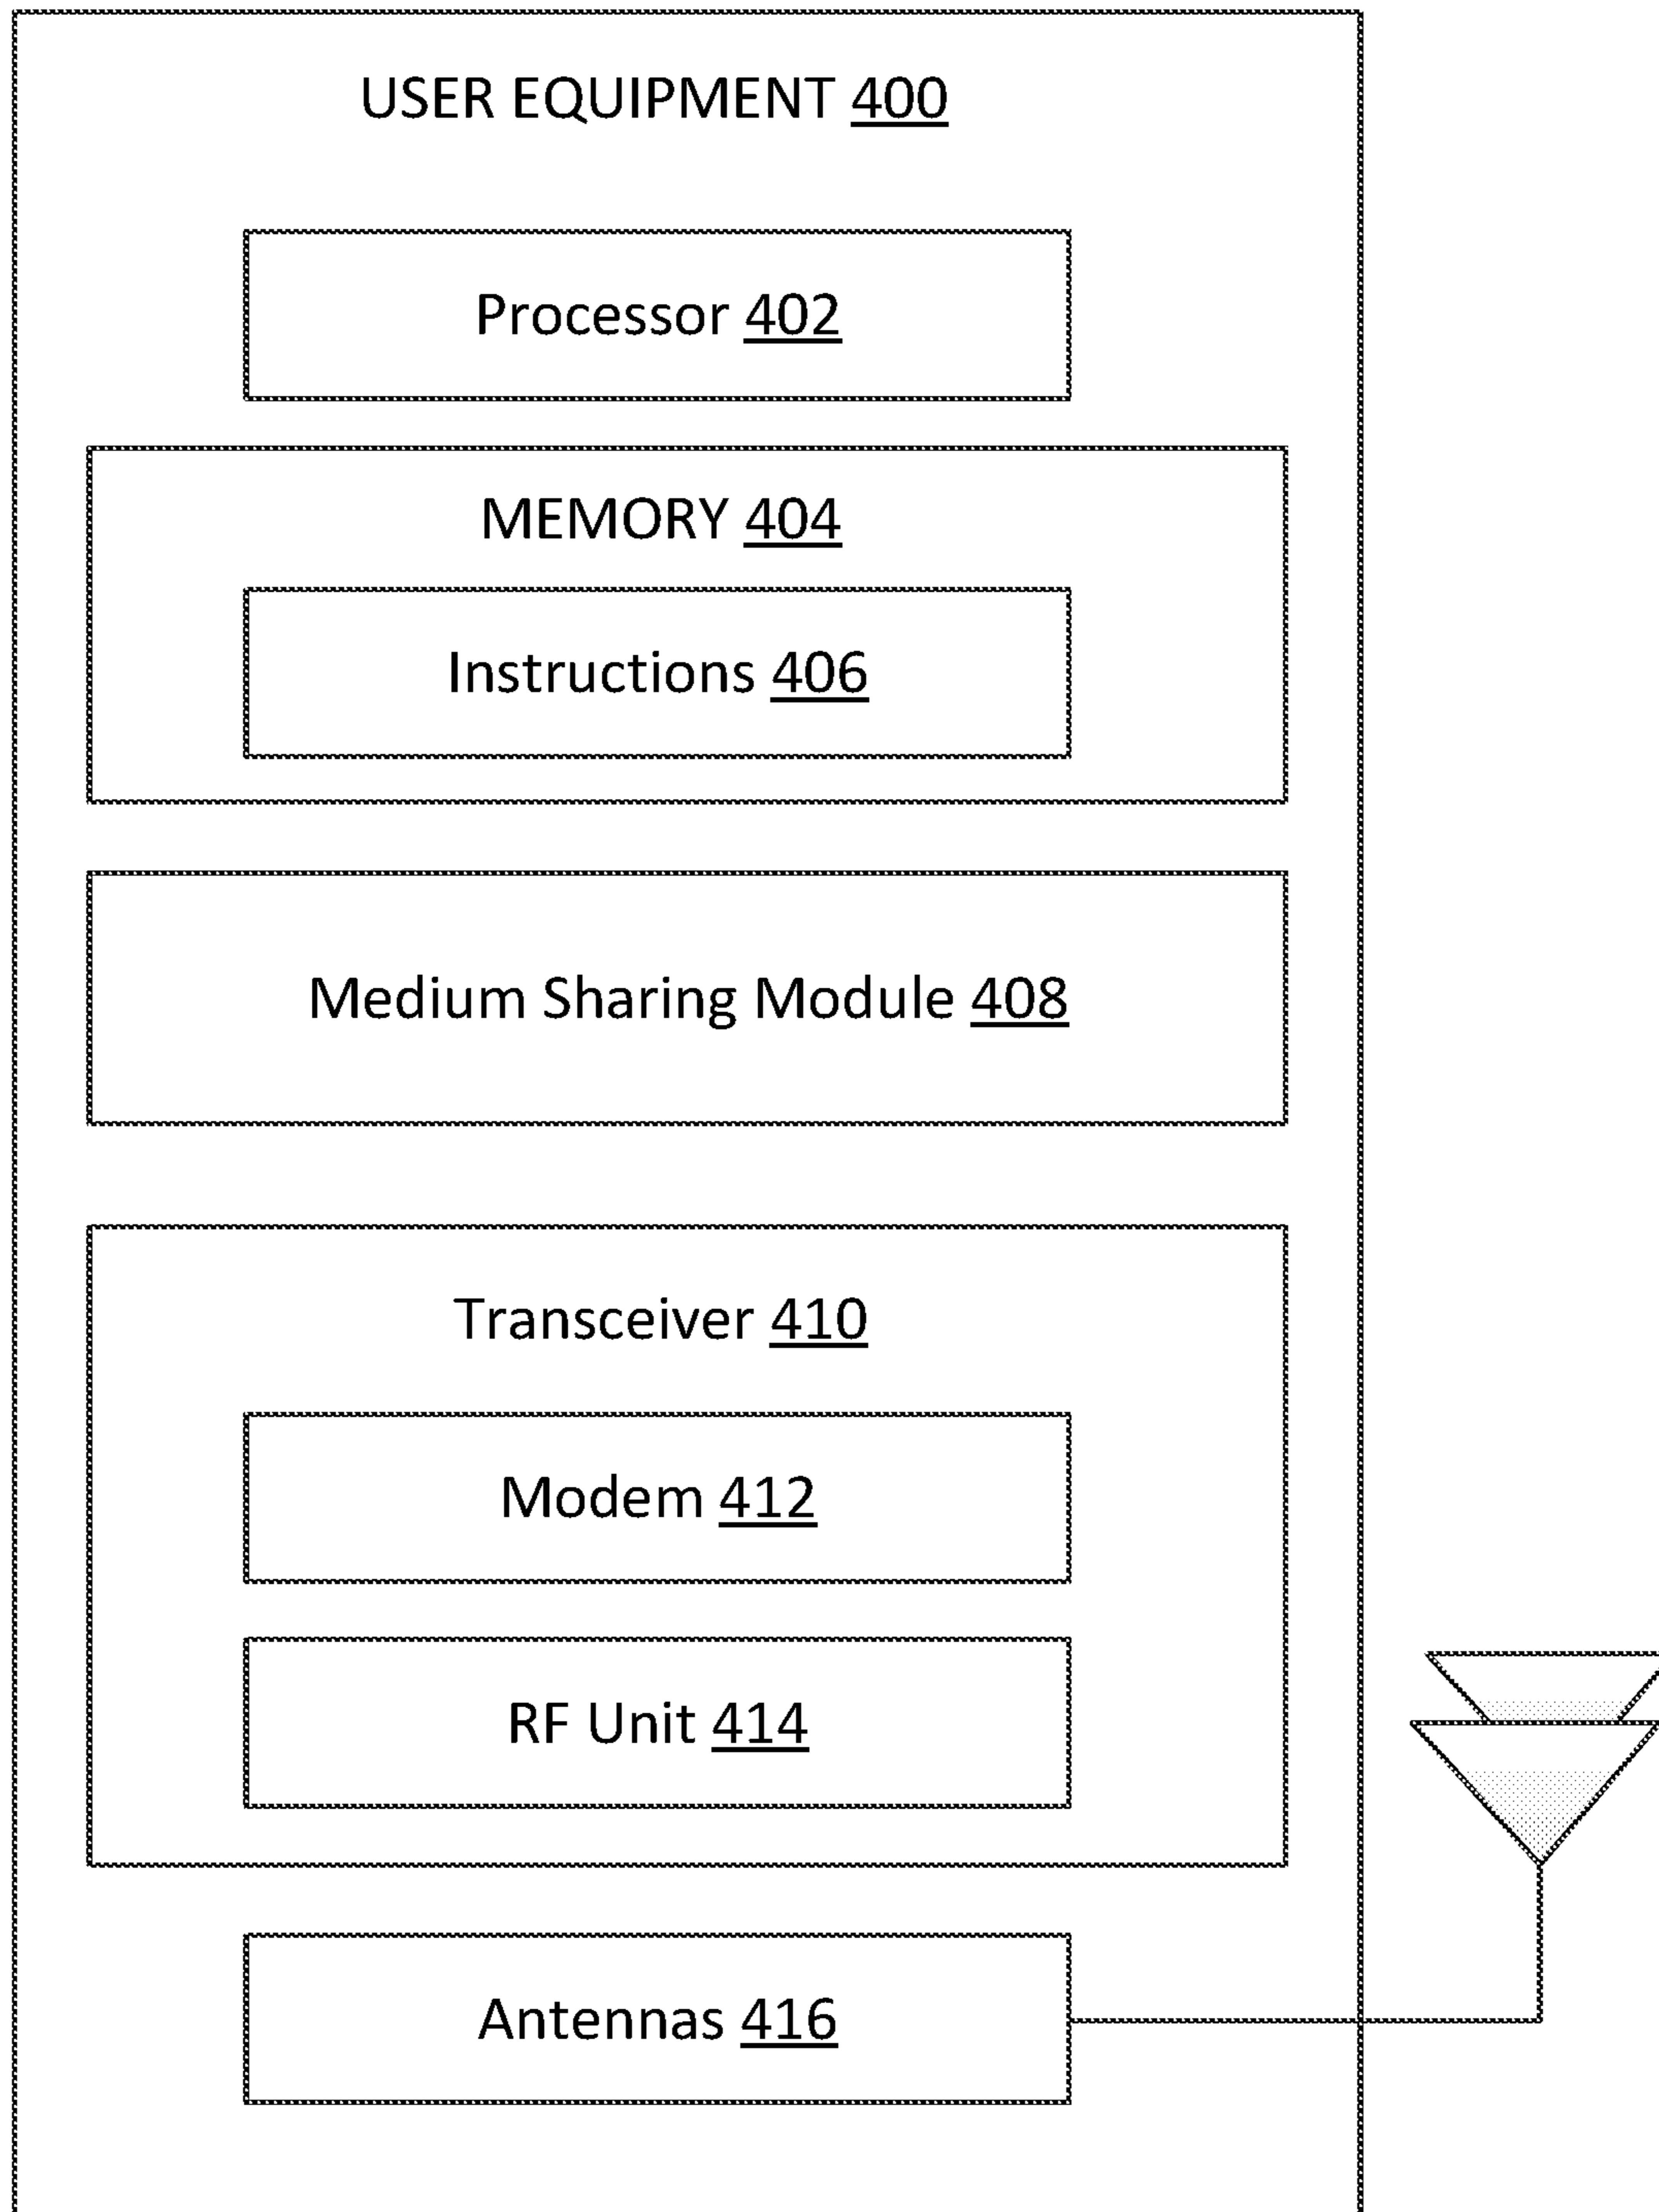 USER EQUIPMENT 400
Processor 402
MEMORY 404
Instructions 406
Medium Sharing Module 408
Transceiver 410
Modem 412
RF Unit 414
Antennas 416